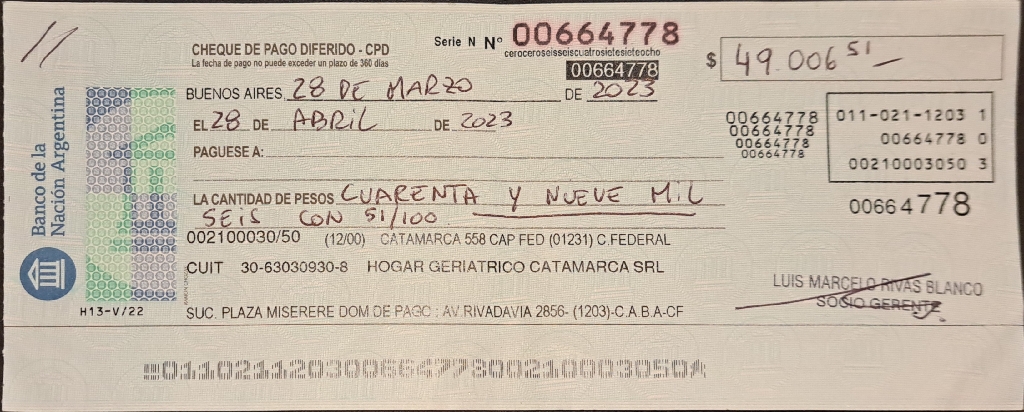 CHEQUE DE PAGO DIFERIDO - CPD
La fecha de pago no puede exceder un plazo de 360 días
Serie N Nº 00664778
ceroceroseisseiscuatrosietesieteocho
00664778
$ 49.006 51 —
BUENOS AIRES, 28 DE MARZO DE 2023
EL 28 DE ABRIL DE 2023
PAGUESE A:
00664778
00664778
00664778
00664778
011-021-1203 1
00664778 0
00210003050 3
00664778
LA CANTIDAD DE PESOS CUARENTA Y NUEVE MIL
SEIS CON 51/100
002100030/50 (12/00) CATAMARCA 558 CAP FED (01231) C.FEDERAL
CUIT 30-63030930-8 HOGAR GERIATRICO CATAMARCA SRL
LUIS MARCELO RIVAS BLANCO
SOCIO GERENTE
SUC. PLAZA MISERERE DOM DE PAGO : AV.RIVADAVIA 2856- (1203)-C.A.B.A-CF
Banco de la
Nación Argentina
H13-V/22
011021120300664778000210003050